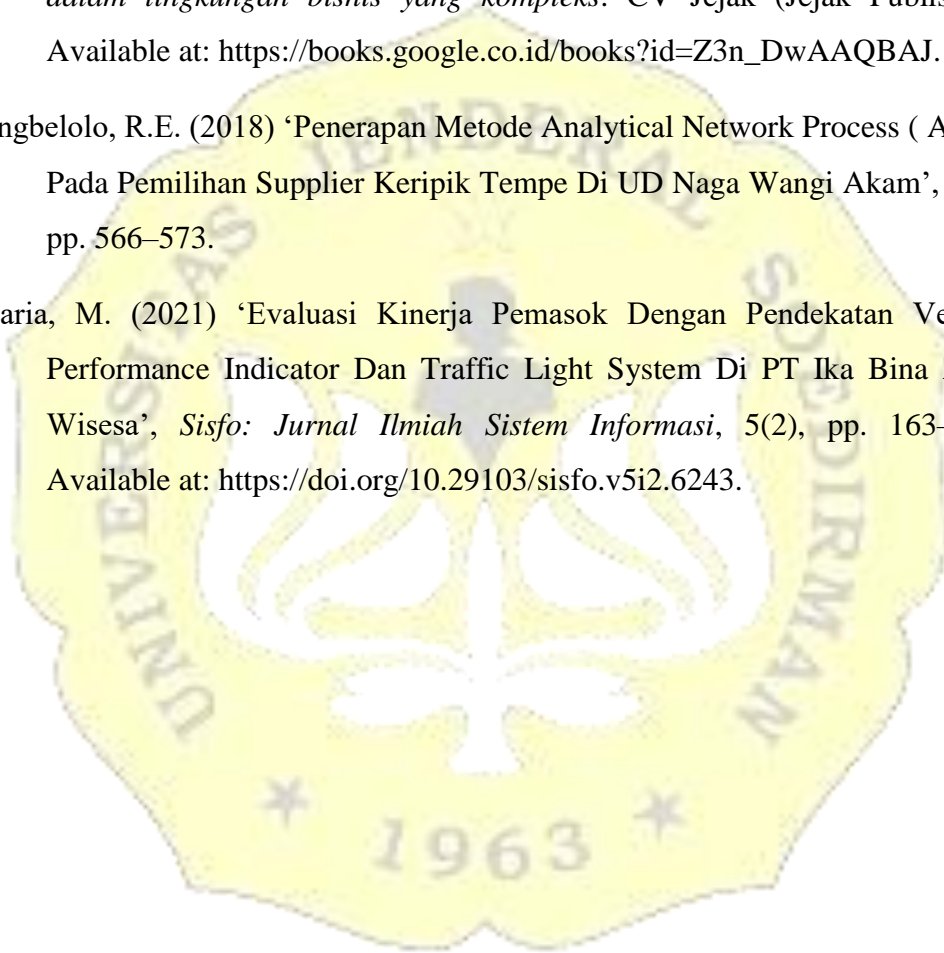 dalam lingkungan bisnis yang kompleks. CV Jejak (Jejak Publis
Available at: https://books.google.co.id/books?id=Z3n_DwAAQBAJ.
ngbelolo, R.E. (2018) ‘Penerapan Metode Analytical Network Process ( A
Pada Pemilihan Supplier Keripik Tempe Di UD Naga Wangi Akam’,
pp. 566–573.
aria, M. (2021) ‘Evaluasi Kinerja Pemasok Dengan Pendekatan Ve
Performance Indicator Dan Traffic Light System Di PT Ika Bina
Wisesa’, Sisfo: Jurnal Ilmiah Sistem Informasi, 5(2), pp. 163–
Available at: https://doi.org/10.29103/sisfo.v5i2.6243.
UNIVERSITAS JENDERAL SOEDIRMAN
1963